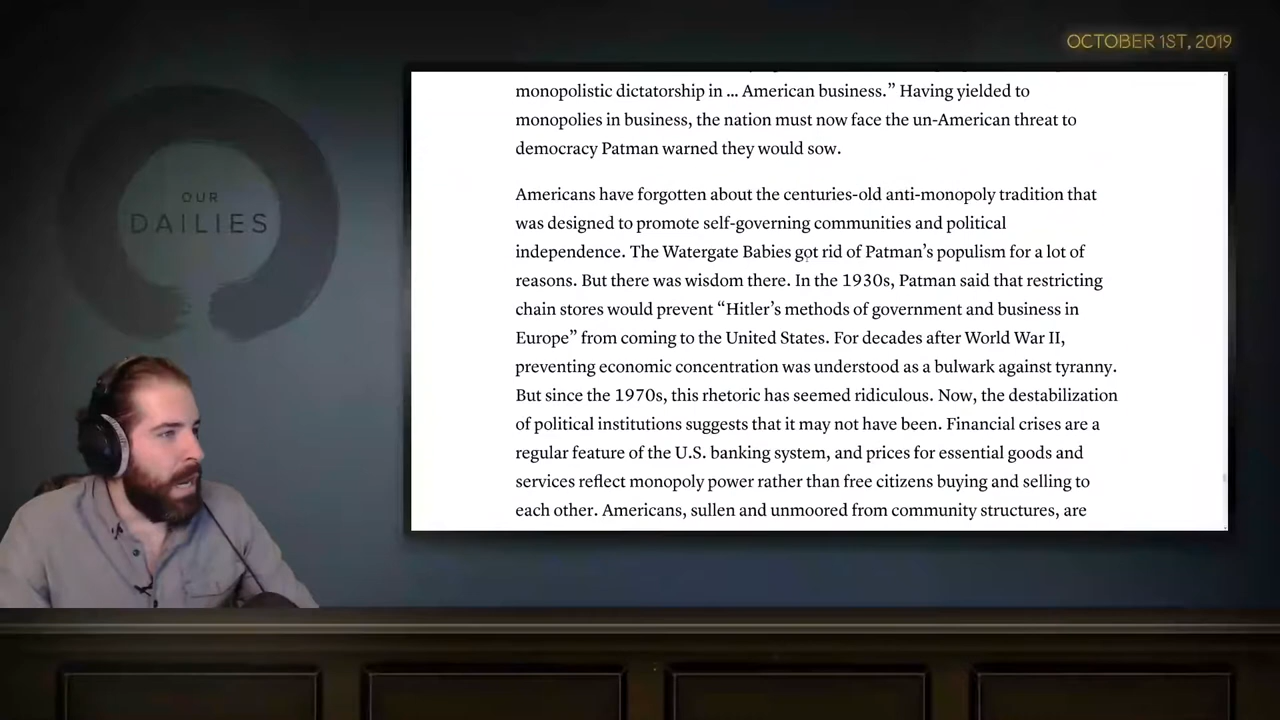 OCTOBER 1ST, 2019
OUR
DAILIES
monopolistic dictatorship in ... American business.” Having yielded to
monopolies in business, the nation must now face the un-American threat to
democracy Patman warned they would sow.
Americans have forgotten about the centuries-old anti-monopoly tradition that
was designed to promote self-governing communities and political
independence. The Watergate Babies got rid of Patman’s populism for a lot of
reasons. But there was wisdom there. In the 1930s, Patman said that restricting
chain stores would prevent “Hitler’s methods of government and business in
Europe” from coming to the United States. For decades after World War II,
preventing economic concentration was understood as a bulwark against tyranny.
But since the 1970s, this rhetoric has seemed ridiculous. Now, the destabilization
of political institutions suggests that it may not have been. Financial crises are a
regular feature of the U.S. banking system, and prices for essential goods and
services reflect monopoly power rather than free citizens buying and selling to
each other. Americans, sullen and unmoored from community structures, are